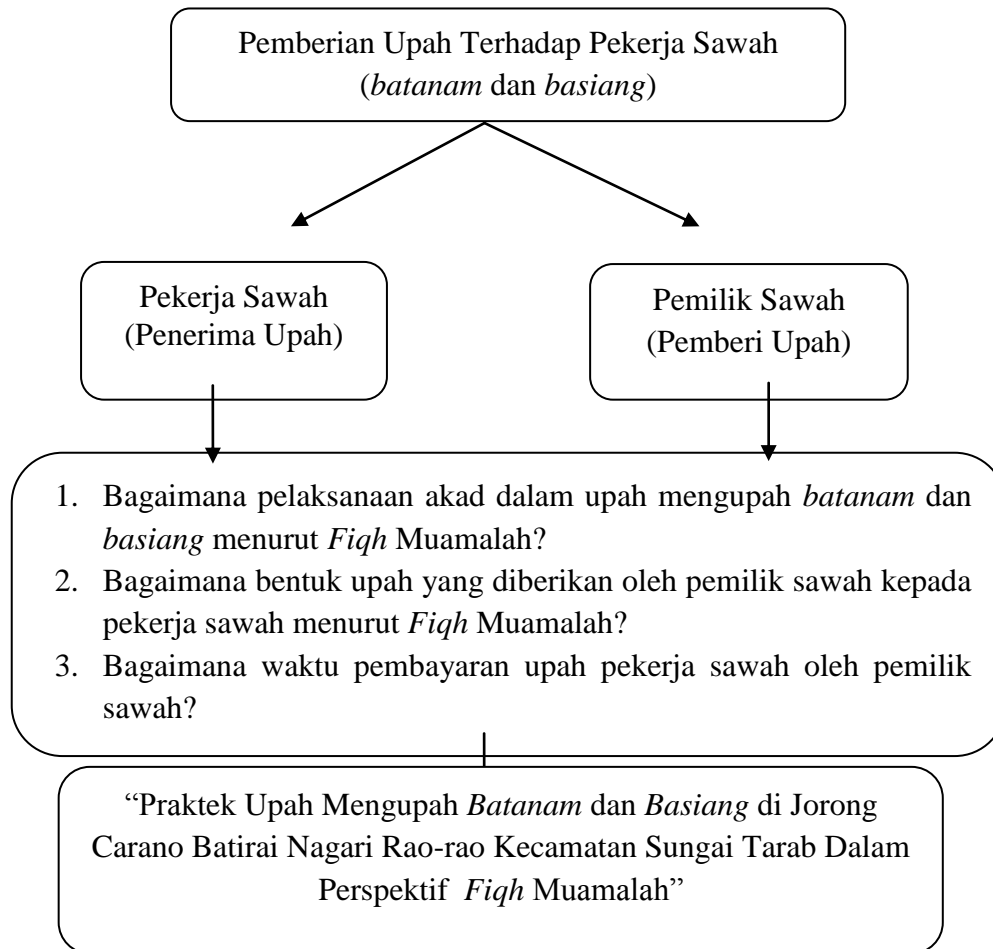 Pemberian Upah Terhadap Pekerja Sawah
(batanam dan basiang)
Pekerja Sawah
(Penerima Upah)
Pemilik Sawah
(Pemberi Upah)
1. Bagaimana pelaksanaan akad dalam upah mengupah batanam dan
basiang menurut Fiqh Muamalah?
2. Bagaimana bentuk upah yang diberikan oleh pemilik sawah kepada
pekerja sawah menurut Fiqh Muamalah?
3. Bagaimana waktu pembayaran upah pekerja sawah oleh pemilik
sawah?
“Praktek Upah Mengupah Batanam dan Basiang di Jorong
Carano Batirai Nagari Rao-rao Kecamatan Sungai Tarab Dalam
Perspektif Fiqh Muamalah”